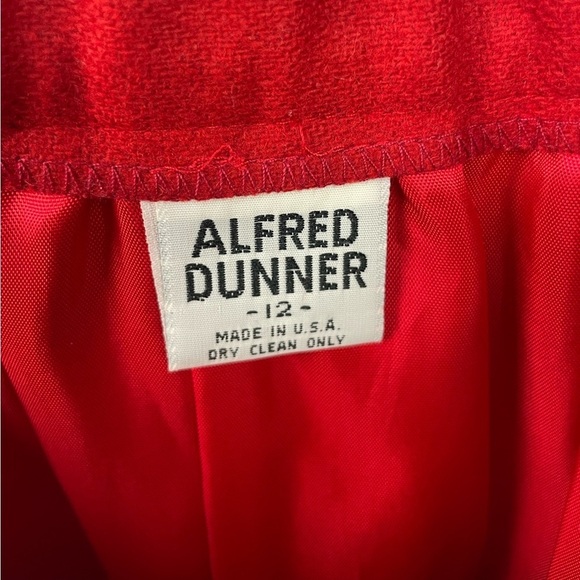 ALFRED
DUNNER
-12-
MADE IN U.S.A.
DRY CLEAN ONLY